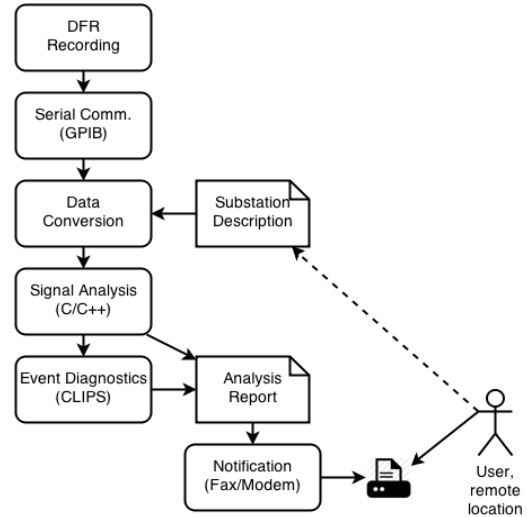 DFR
Recording
Serial Comm.
(GPIB)
Data
Conversion
Substation
Description
Signal Analysis
(C/C++)
Event Diagnostics
(CLIPS)
Analysis
Report
Notification
(Fax/Modem)
User,
remote
location